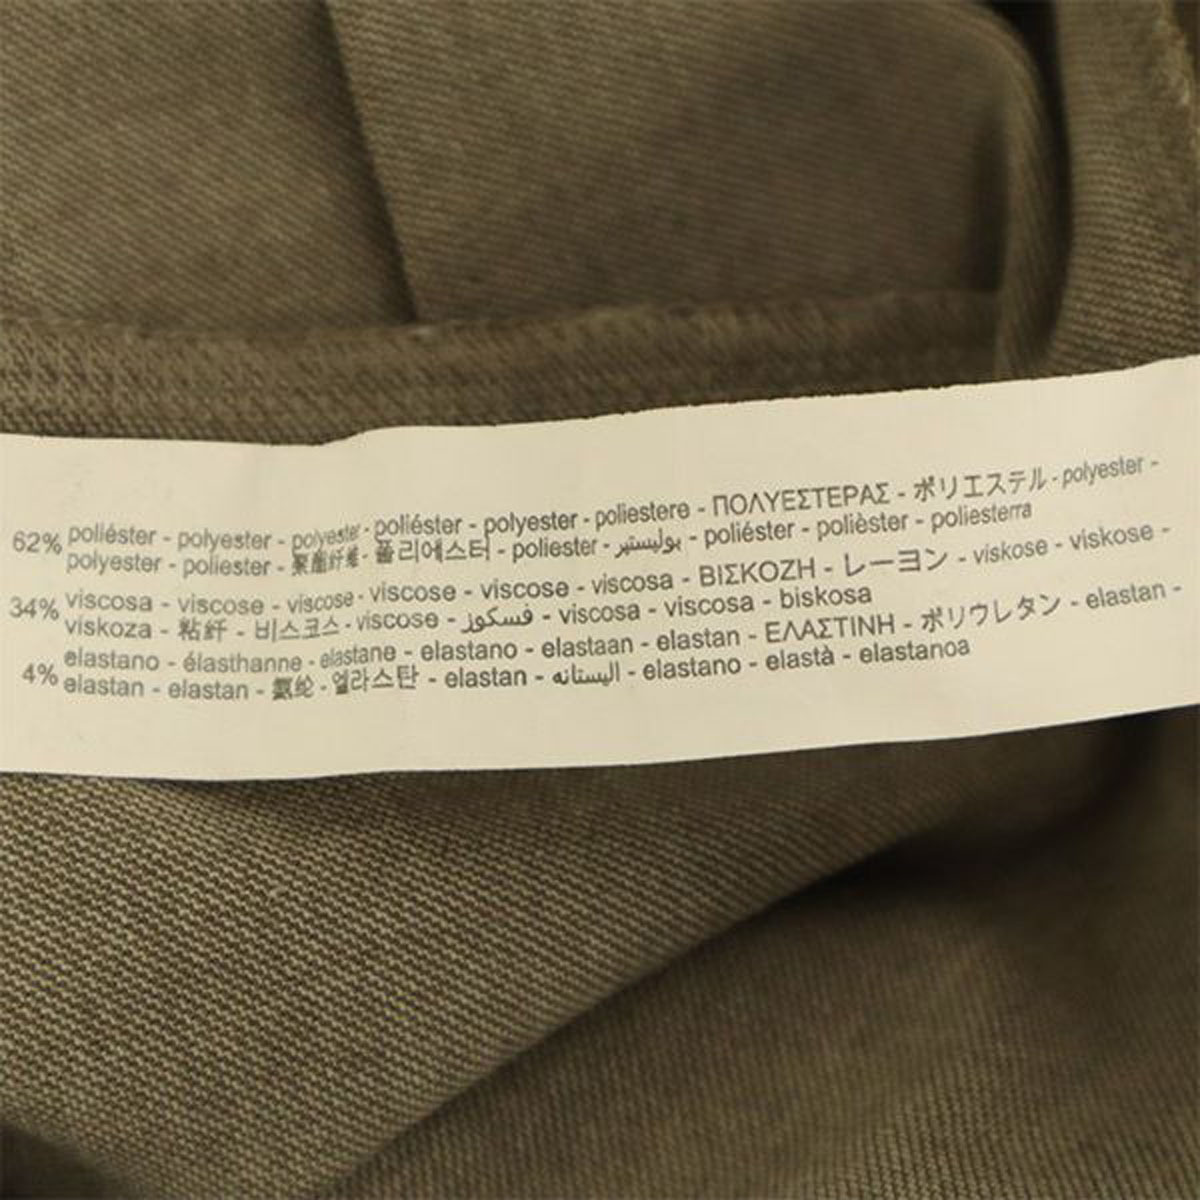 62% poliéster - polyester - polyester - poliéster - polyester - poliestere - ΠΟΛΥΕΣΤΕΡΑΣ - ポリエステル - polyester -
polyester - poliester - 聚酯纤维 - 폴리에스터 - poliester - بوليستير - poliéster - polièster - poliesterra
34% viscosa - viscose - viscose - viscose - viscose - viscosa - ΒΙΣΚΟΖΗ - レーヨン - viskose - viskose -
viskoza - 粘纤 - 비스코스 - viscose - فسكوز - viscosa - viscosa - biskosa
4% elastano - élasthanne - elastane - elastano - elastaan - elastan - ΕΛΑΣΤΙΝΗ - ポリウレタン - elastan -
elastan - elastan - 氨纶 - 엘라스탄 - elastan - اليستانه - elastano - elastà - elastanoa